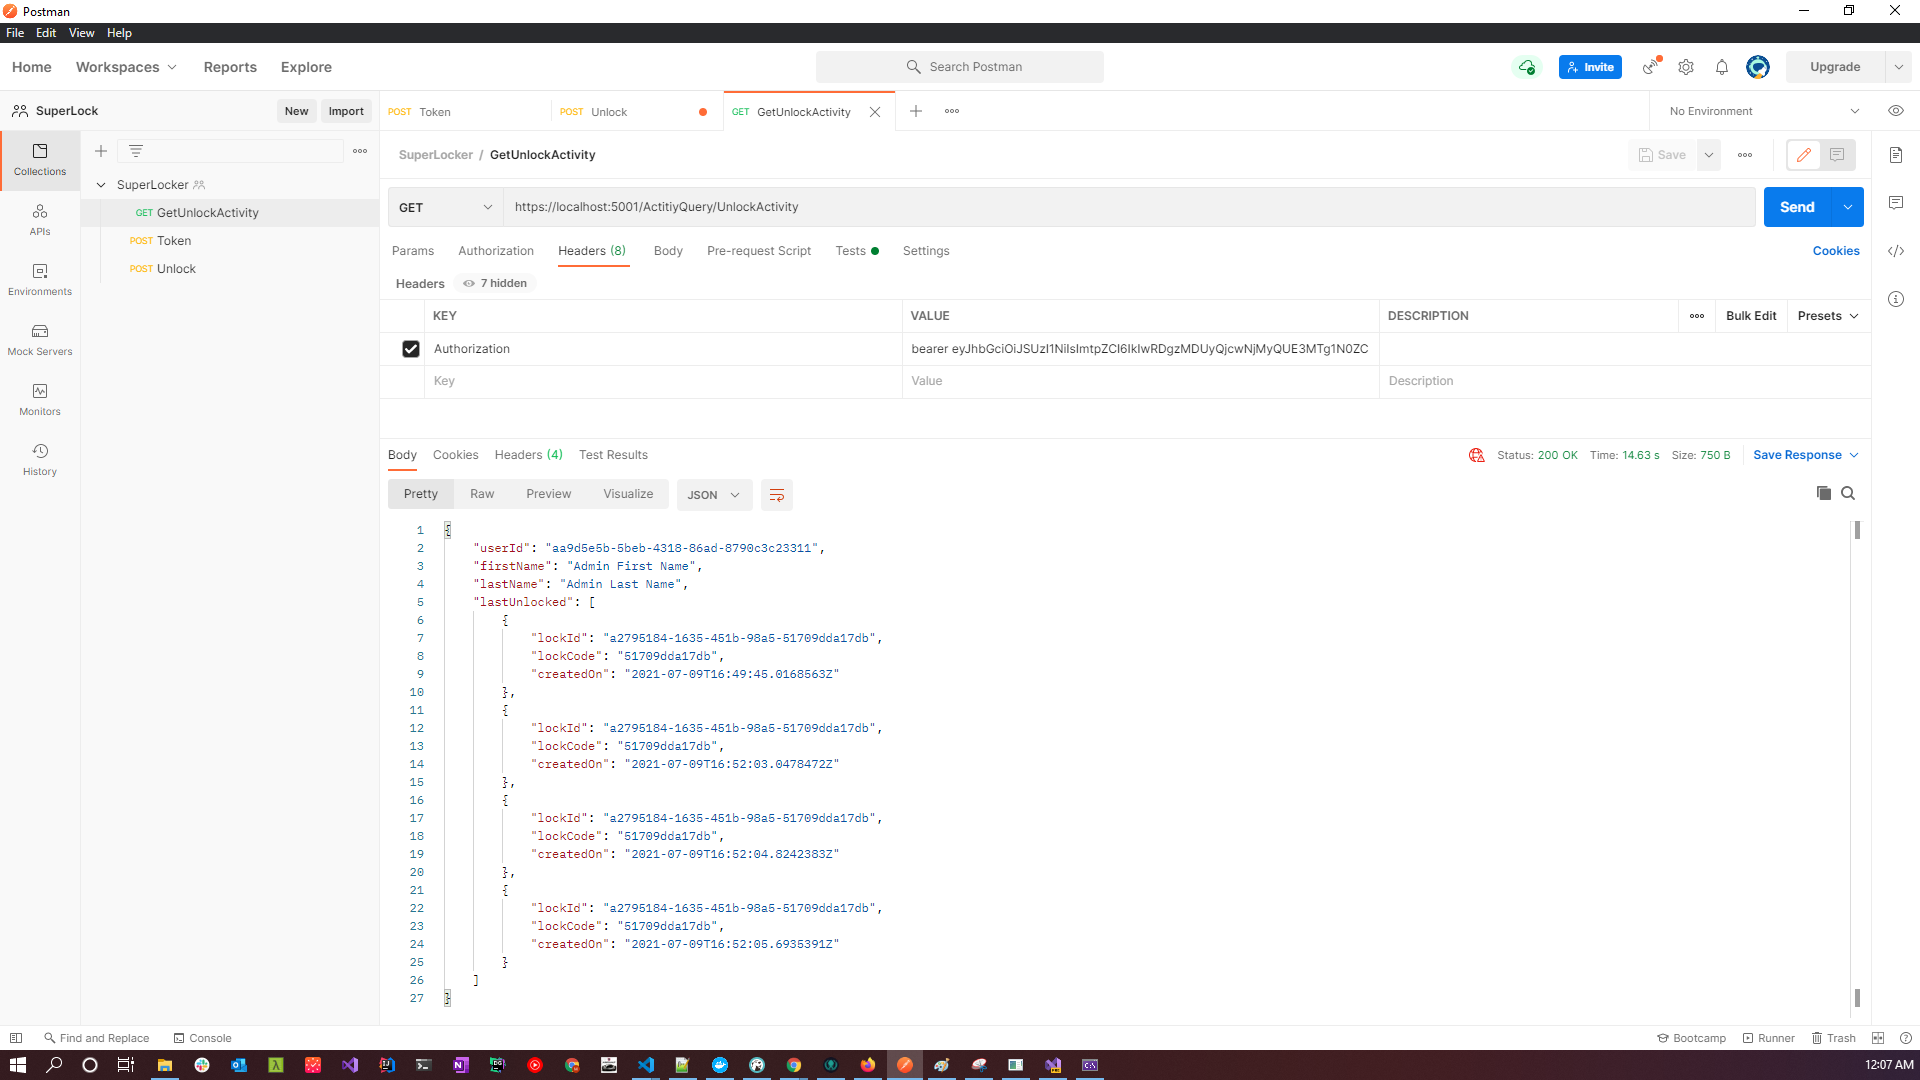 Postman
File Edit View Help
Home Workspaces Reports Explore Search Postman Invite Upgrade
SuperLock New Import POST Token POST Unlock GET GetUnlockActivity No Environment
Collections
APIs
Environments
Mock Servers
Monitors
History
SuperLocker
GET GetUnlockActivity
POST Token
POST Unlock
SuperLocker / GetUnlockActivity Save
GET https://localhost:5001/ActitiyQuery/UnlockActivity Send
Params Authorization Headers (8) Body Pre-request Script Tests Settings Cookies
Headers 7 hidden
KEY VALUE DESCRIPTION Bulk Edit Presets
Authorization bearer eyJhbGciOiJSUzI1NiIsImtpZCI6IkIwRDgzMDUyQjcwNjMyQUE3MTg1N0ZC
Key Value Description
Body Cookies Headers (4) Test Results Status: 200 OK Time: 14.63 s Size: 750 B Save Response
Pretty Raw Preview Visualize JSON
1 {
2 "userId": "aa9d5e5b-5beb-4318-86ad-8790c3c23311",
3 "firstName": "Admin First Name",
4 "lastName": "Admin Last Name",
5 "lastUnlocked": [
6 {
7 "lockId": "a2795184-1635-451b-98a5-51709dda17db",
8 "lockCode": "51709dda17db",
9 "createdOn": "2021-07-09T16:49:45.0168563Z"
10 },
11 {
12 "lockId": "a2795184-1635-451b-98a5-51709dda17db",
13 "lockCode": "51709dda17db",
14 "createdOn": "2021-07-09T16:52:03.0478472Z"
15 },
16 {
17 "lockId": "a2795184-1635-451b-98a5-51709dda17db",
18 "lockCode": "51709dda17db",
19 "createdOn": "2021-07-09T16:52:04.8242383Z"
20 },
21 {
22 "lockId": "a2795184-1635-451b-98a5-51709dda17db",
23 "lockCode": "51709dda17db",
24 "createdOn": "2021-07-09T16:52:05.6935391Z"
25 }
26 ]
27 }
Find and Replace Console Bootcamp Runner Trash
12:07 AM